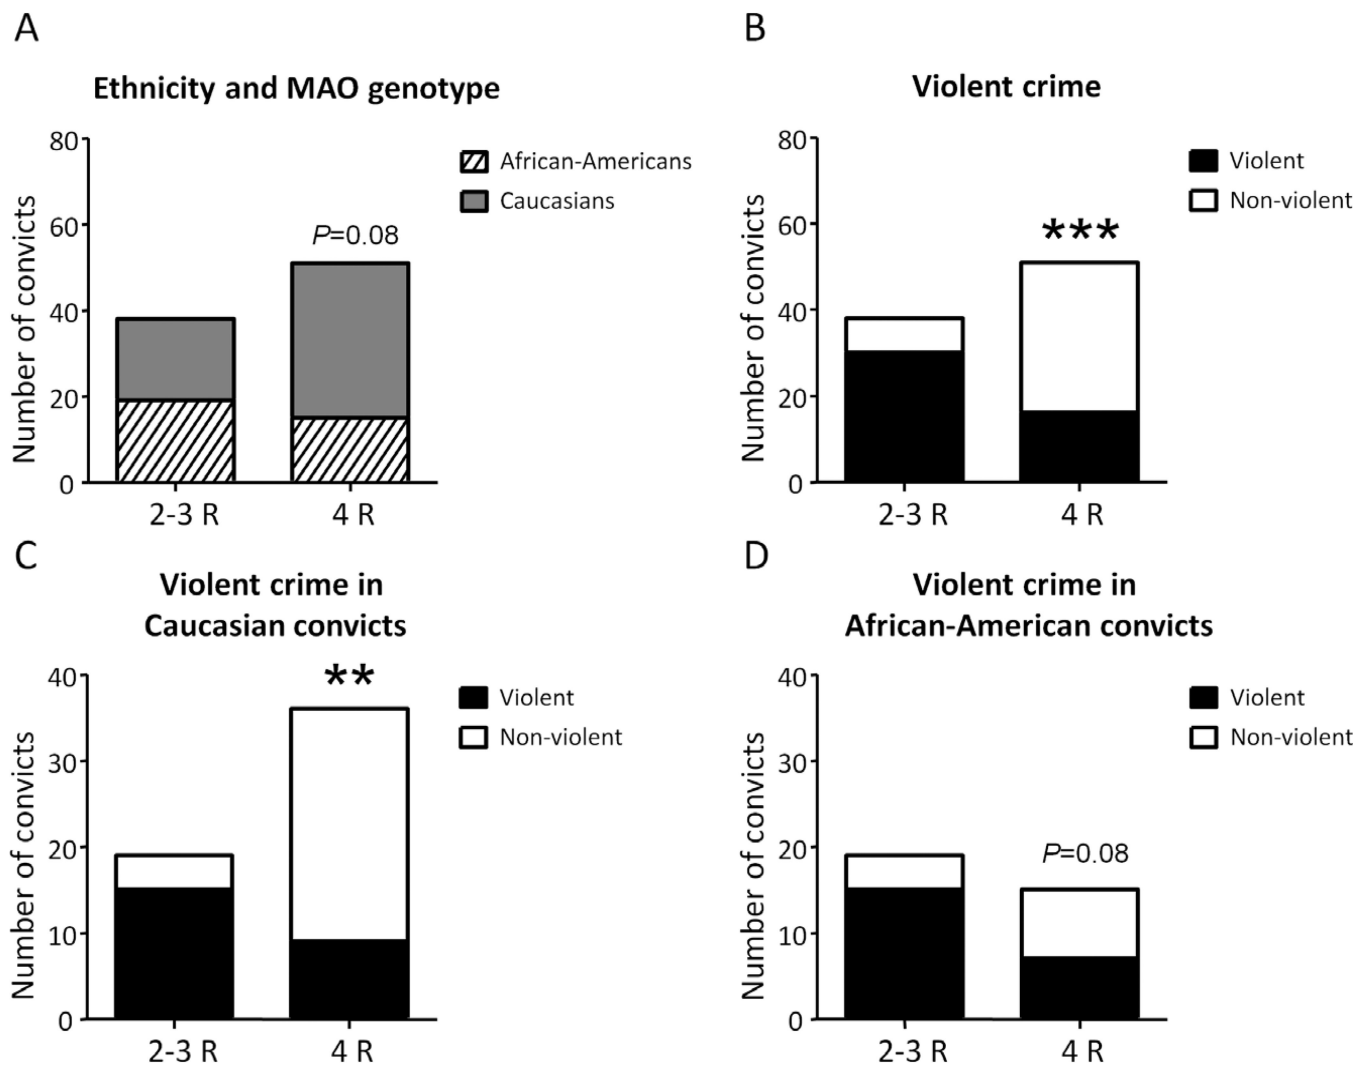 A
Ethnicity and MAO genotype
80
60
40
20
0
Number of convicts
P=0.08
African-Americans
Caucasians
2-3 R
4 R
B
Violent crime
80
60
40
20
0
Number of convicts
***
Violent
Non-violent
2-3 R
4 R
C
Violent crime in
Caucasian convicts
40
30
20
10
0
Number of convicts
**
Violent
Non-violent
2-3 R
4 R
D
Violent crime in
African-American convicts
40
30
20
10
0
Number of convicts
P=0.08
Violent
Non-violent
2-3 R
4 R